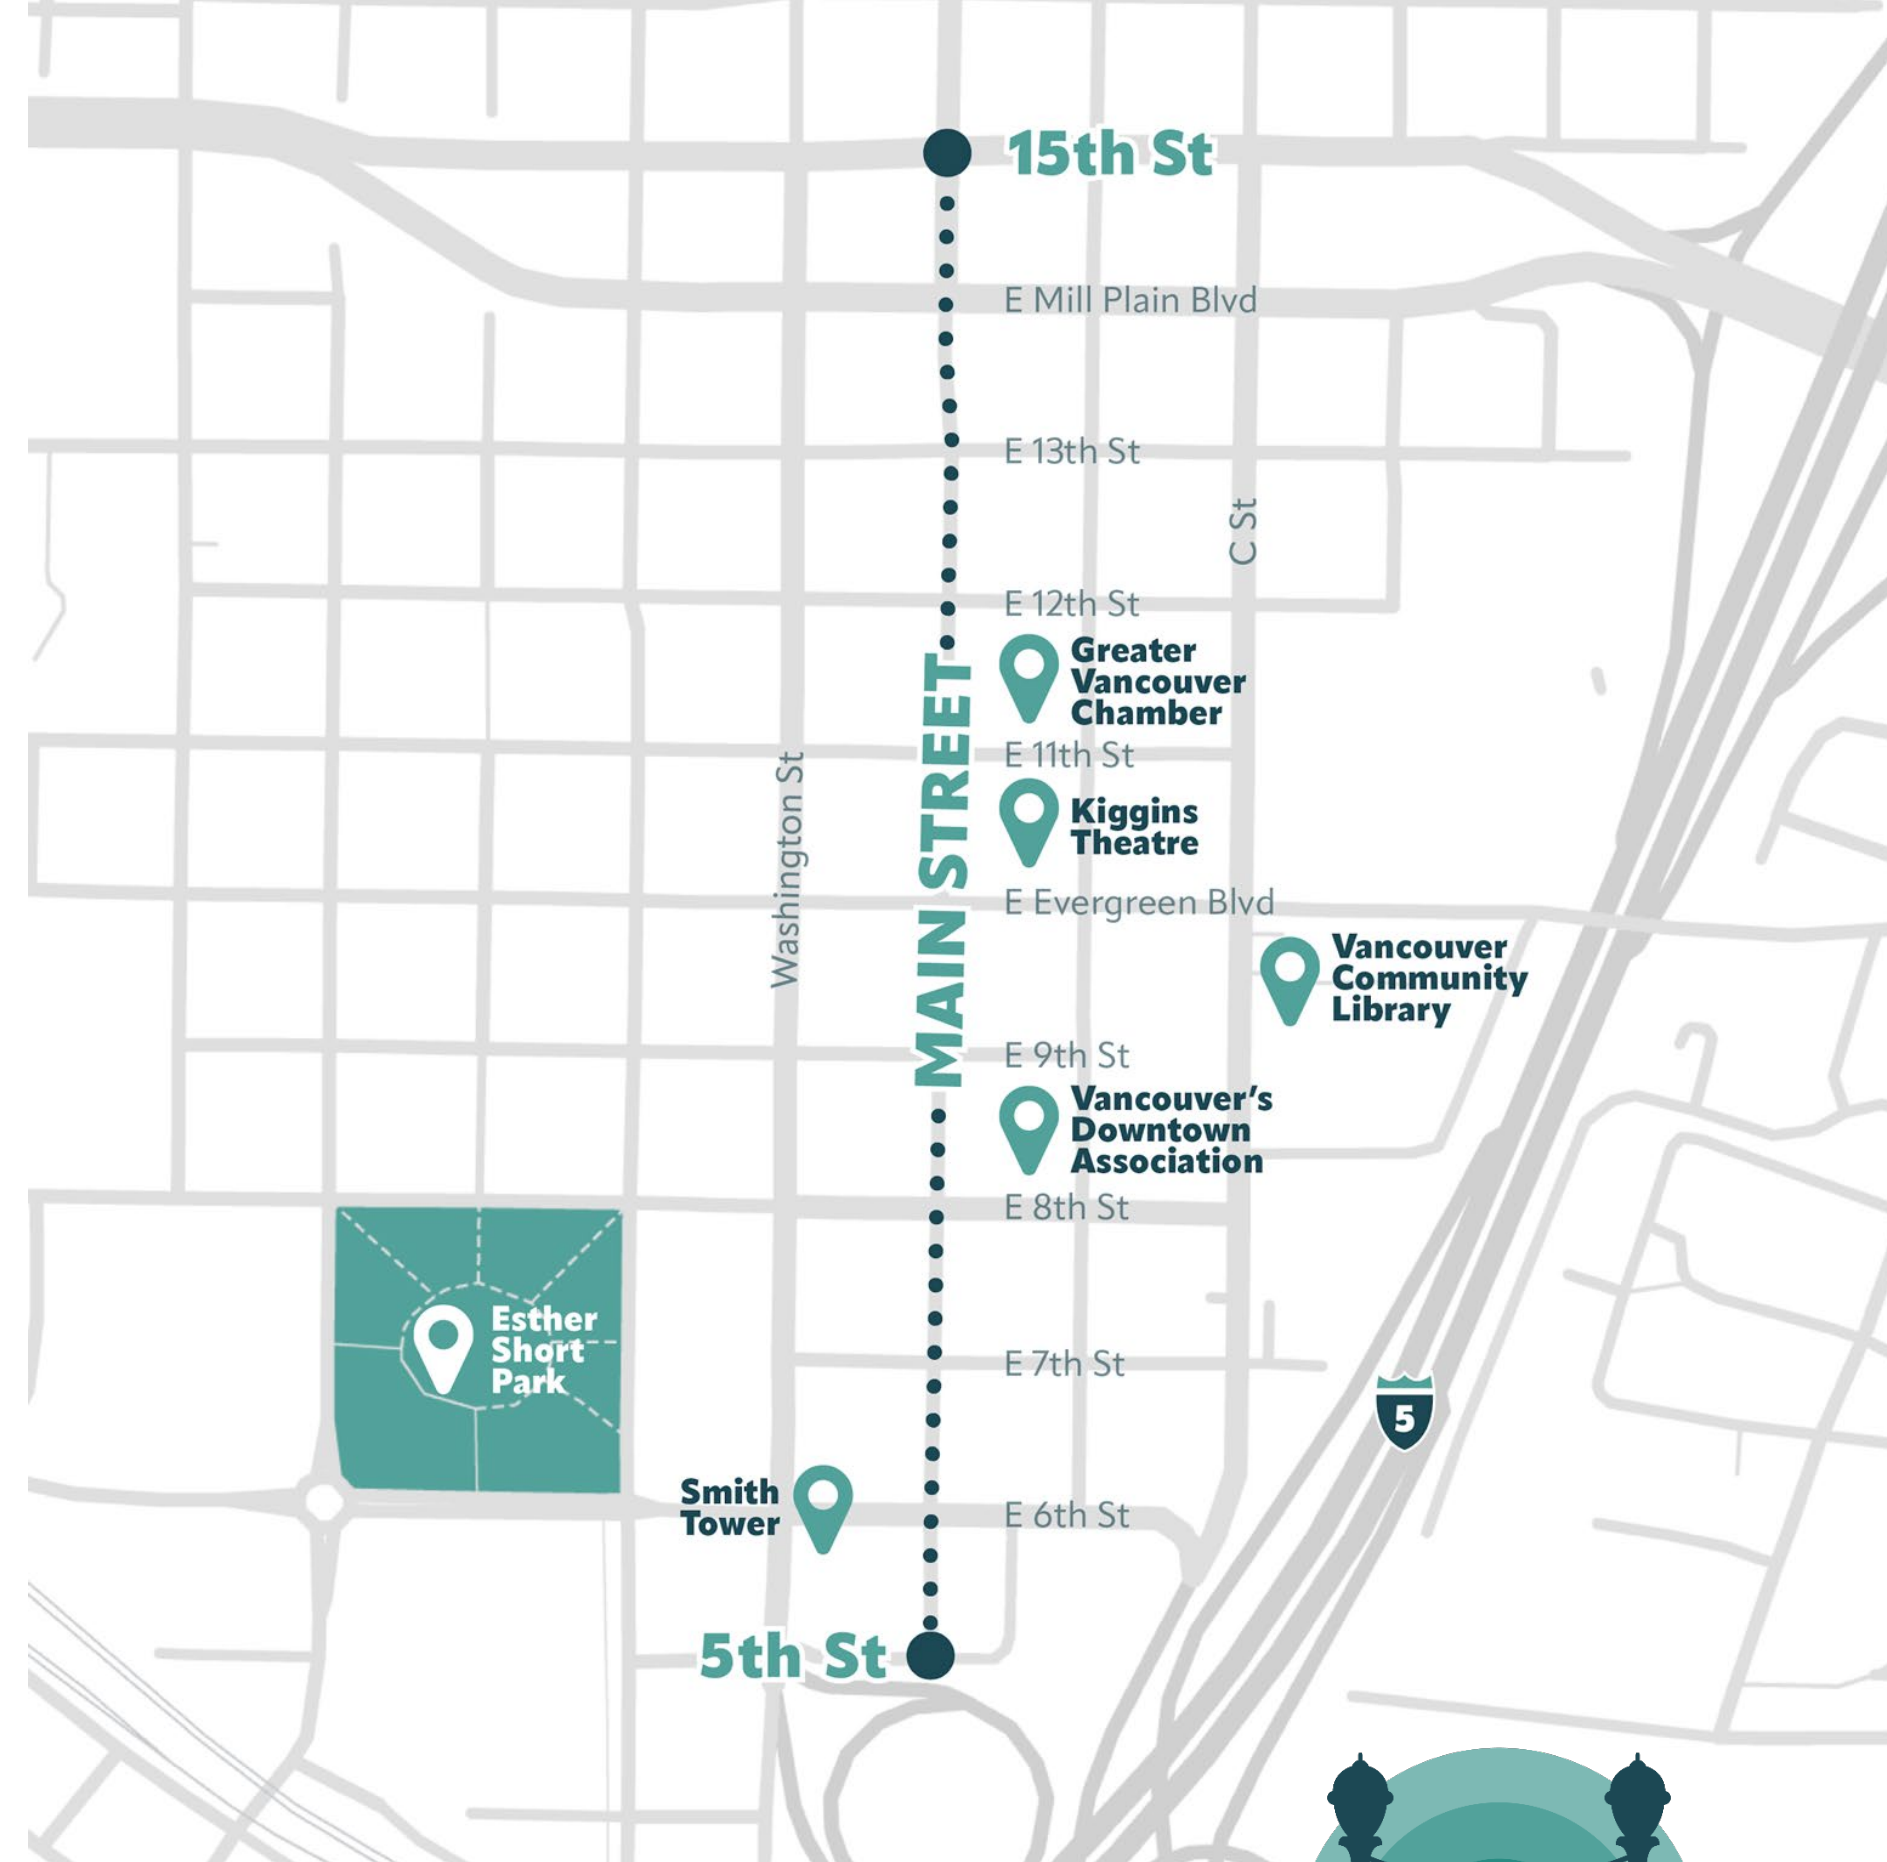 15th St
E Mill Plain Blvd
E 13th St
C St
E 12th St
Greater
Vancouver
Chamber
E 11th St
Washington St
MAIN STREET
Kiggins
Theatre
E Evergreen Blvd
Vancouver
Community
Library
E 9th St
Vancouver’s
Downtown
Association
E 8th St
Esther
Short
Park
E 7th St
5
Smith
Tower
E 6th St
5th St